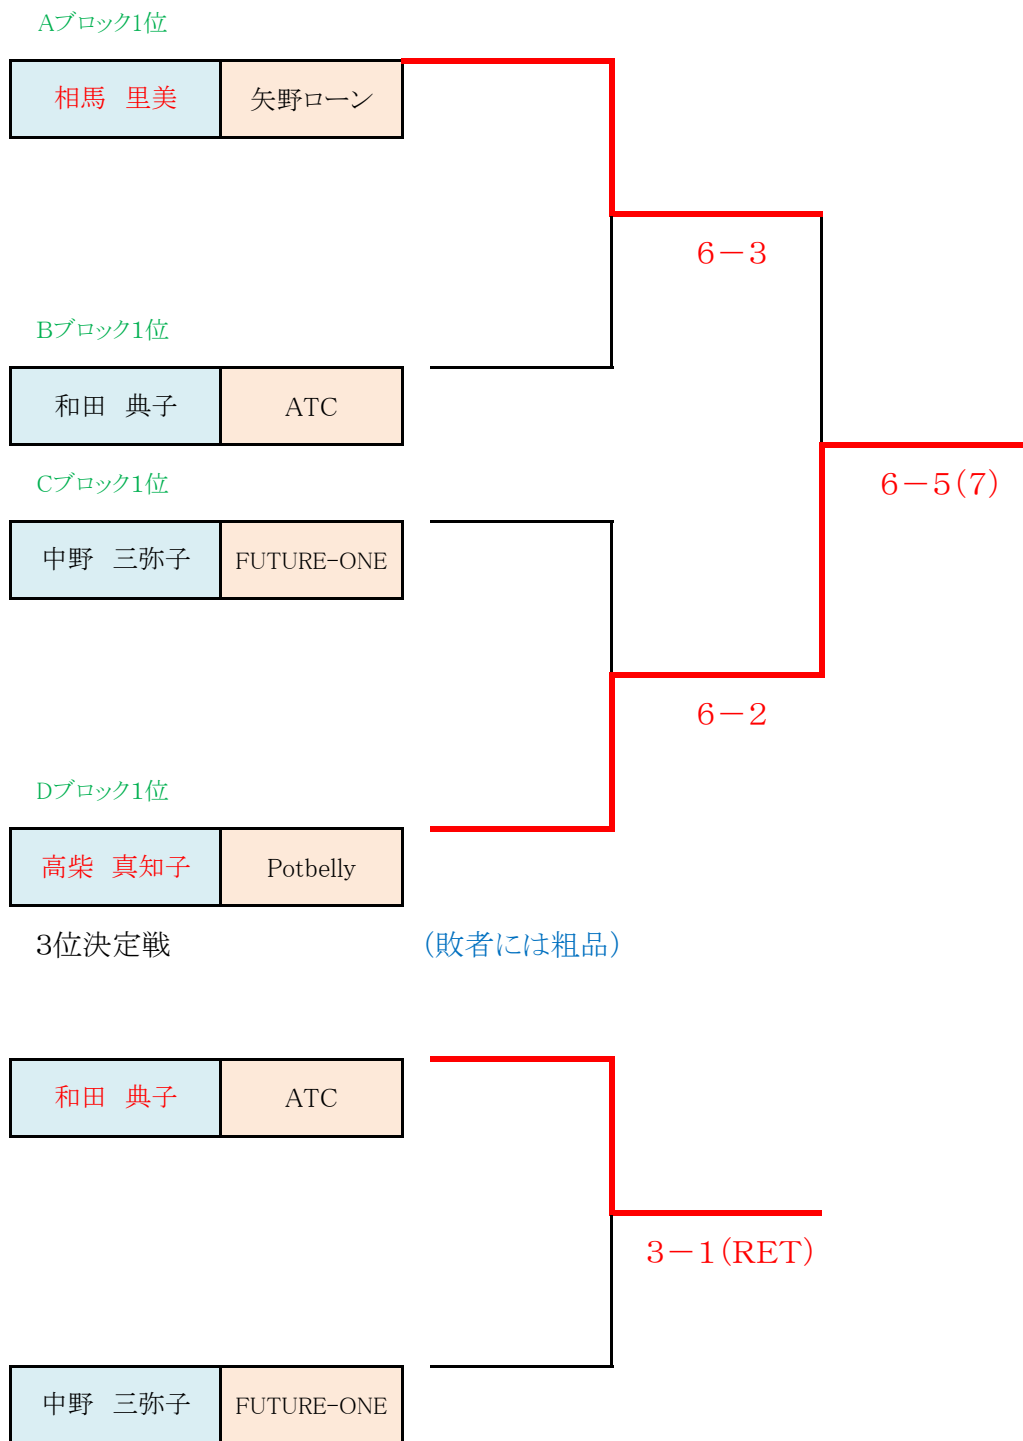 Aブロック1位
相馬　里美　矢野ローン
6－3
Bブロック1位
和田　典子　ATC
Cブロック1位
6－5(7)
中野　三弥子　FUTURE-ONE
6－2
Dブロック1位
高柴　真知子　Potbelly
3位決定戦　（敗者には粗品）
和田　典子　ATC
3－1(RET)
中野　三弥子　FUTURE-ONE